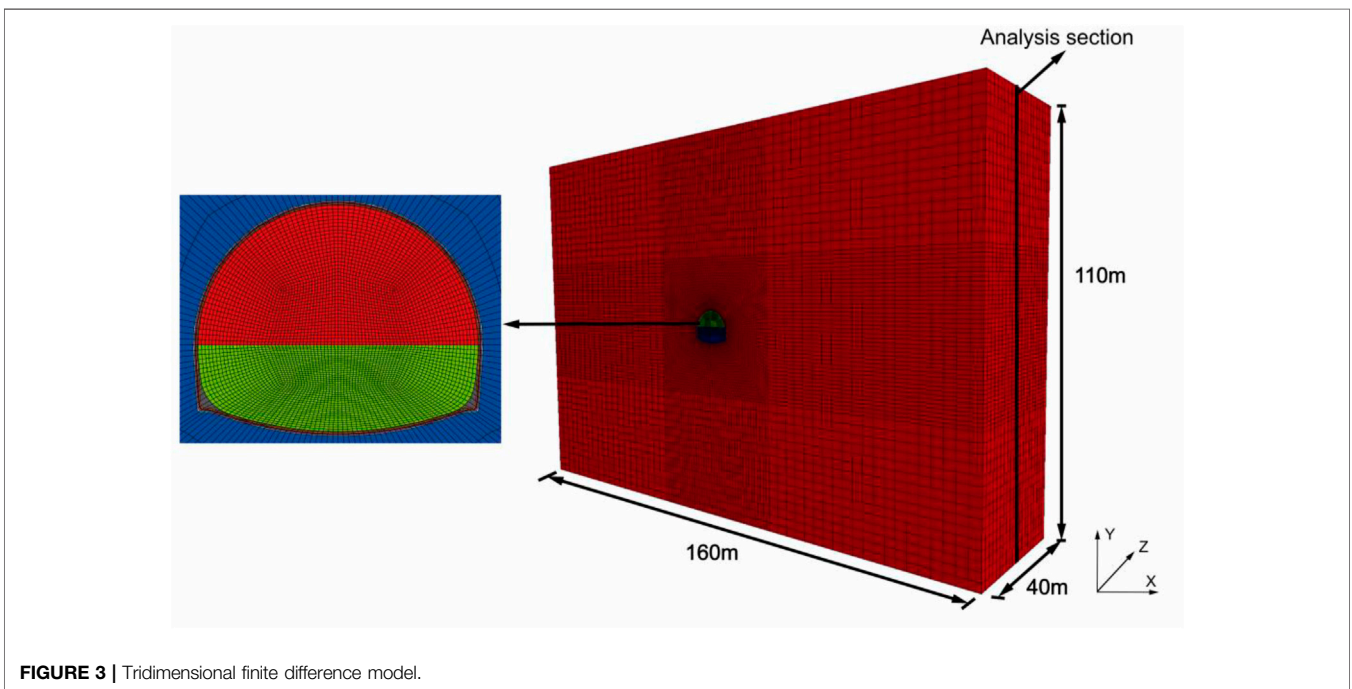 Analysis section
110m
160m
40m
Y
Z
X
FIGURE 3 | Tridimensional finite difference model.